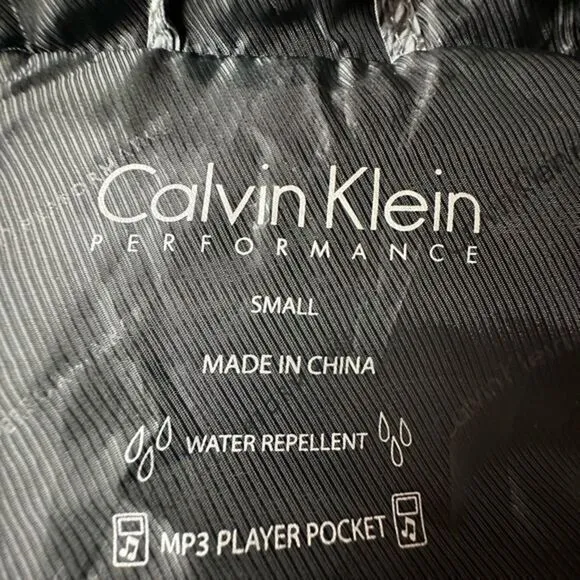 Calvin Klein
PERFORMANCE
SMALL
MADE IN CHINA
WATER REPELLENT
MP3 PLAYER POCKET